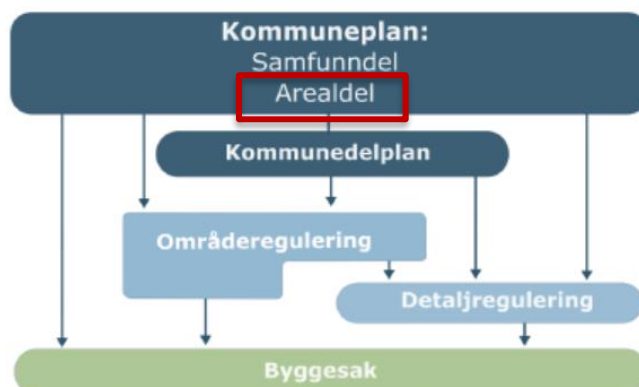 Kommuneplan:
Samfunndel
Arealdel
Kommunedelplan
Områderegulering
Detaljregulering
Byggesak